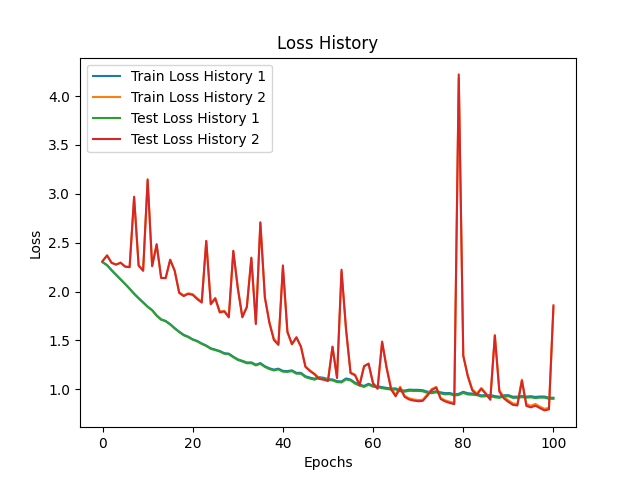 Loss History
Train Loss History 1
Train Loss History 2
Test Loss History 1
Test Loss History 2
4.0
3.5
3.0
2.5
2.0
1.5
1.0
Loss
0 20 40 60 80 100
Epochs